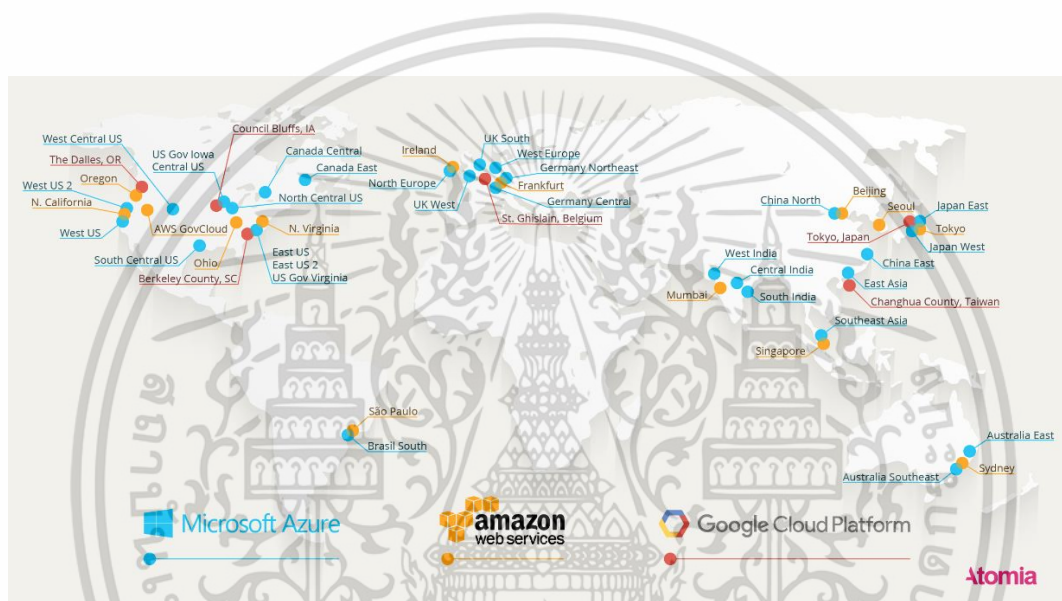 West Central US
The Dalles, OR
Oregon
West US 2
N. California
West US
South Central US
AWS GovCloud
US Gov Iowa
Central US
Council Bluffs, IA
Canada Central
Canada East
North Central US
N. Virginia
Ohio
Berkeley County, SC
East US
East US 2
US Gov Virginia
São Paulo
Brasil South
Ireland
North Europe
UK South
West Europe
Germany Northeast
Frankfurt
Germany Central
UK West
St. Ghislain, Belgium
China North
Beijing
Seoul
Japan East
Tokyo, Japan
Tokyo
Japan West
China East
West India
Central India
East Asia
Mumbai
South India
Changhua County, Taiwan
Southeast Asia
Singapore
Australia East
Australia Southeast
Sydney
Microsoft Azure
amazon
web services
Google Cloud Platform
Atomia